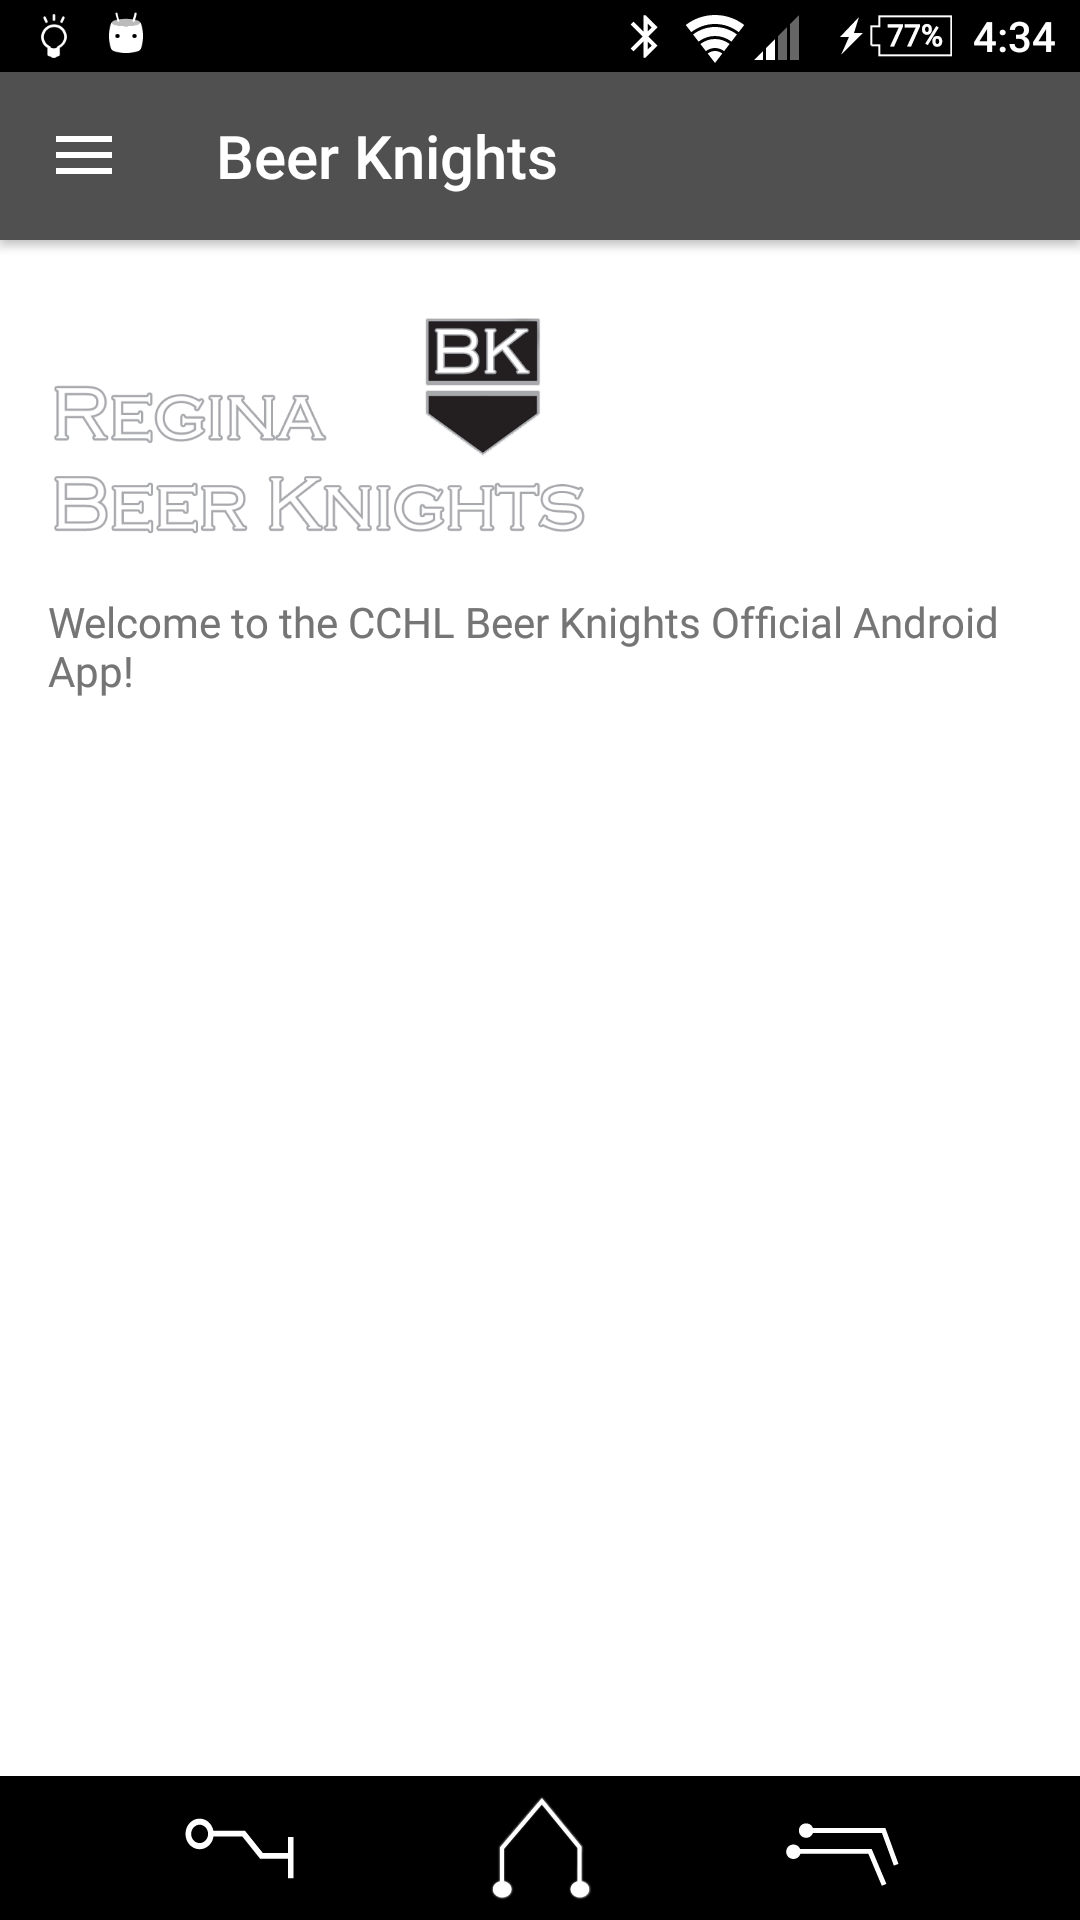 77% 4:34
Beer Knights
BK
REGINA
BEER KNIGHTS
Welcome to the CCHL Beer Knights Official Android
App!